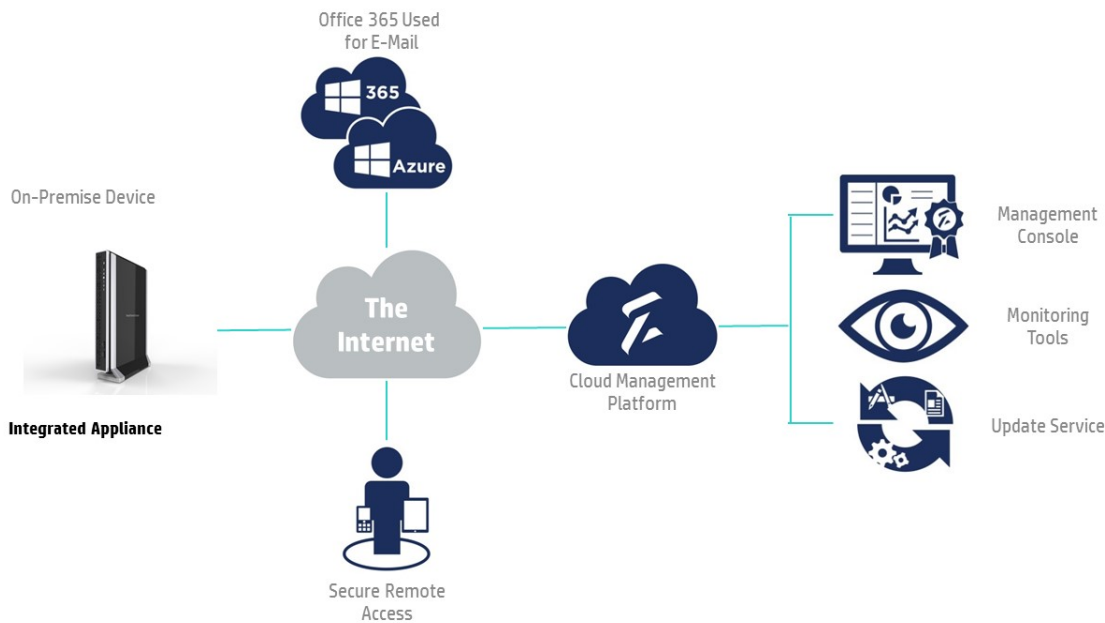 Office 365 Used
for E-Mail
365
Azure
On-Premise Device
The
Internet
Integrated Appliance
Cloud Management
Platform
Management
Console
Monitoring
Tools
Update Service
Secure Remote
Access